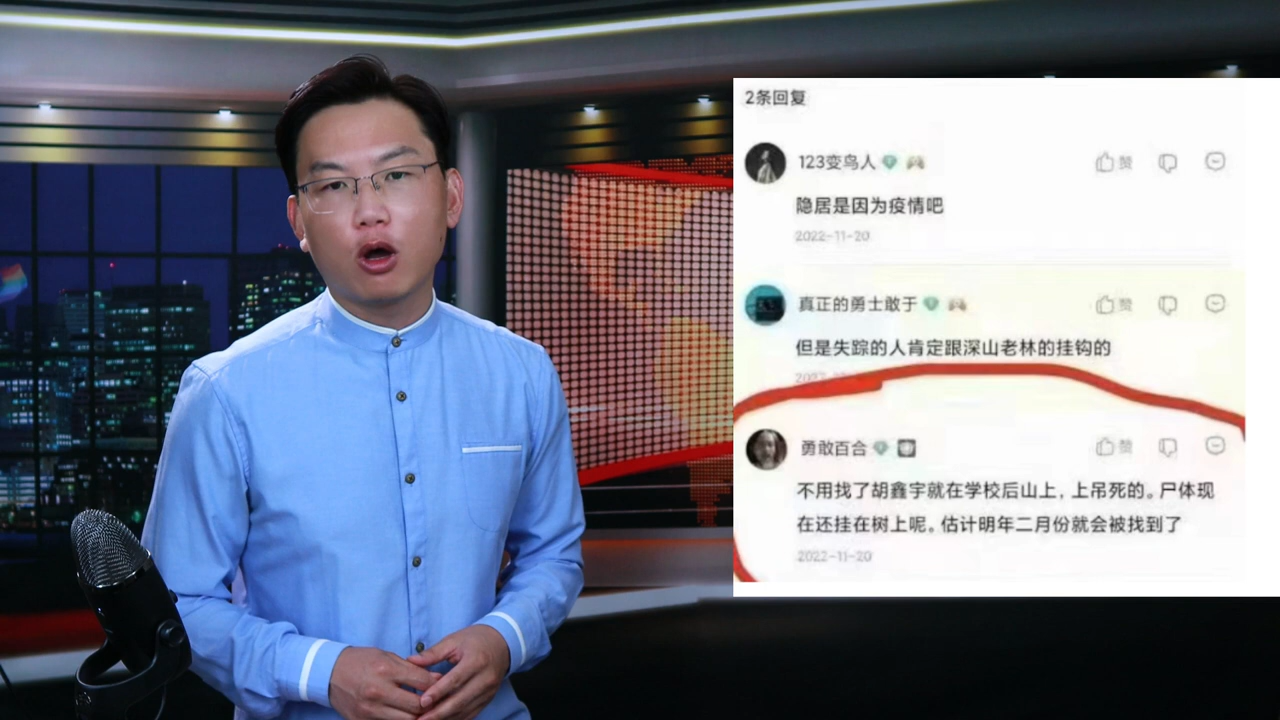 2条回复
123变鸟人
赞
隐居是因为疫情吧
2022-11-20
真正的勇士敢于
赞
但是失踪的人肯定跟深山老林的挂钩的
勇敢百合
赞
不用找了胡鑫宇就在学校后山上，上吊死的。尸体现
在还挂在树上呢。估计明年二月份就会被找到了
2022-11-20